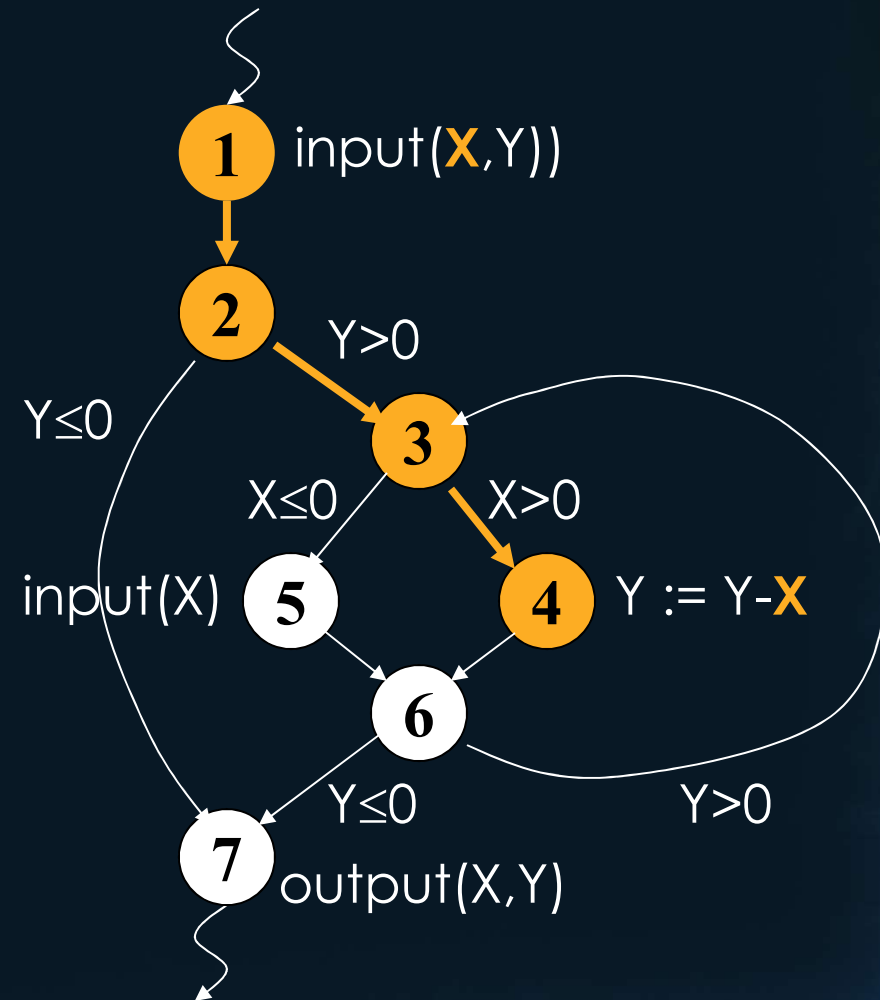 1 input(X,Y))
2
Y>0
Y≤0
3
X≤0 X>0
input(X) 5 4 Y := Y-X
6
Y≤0 Y>0
7
output(X,Y)